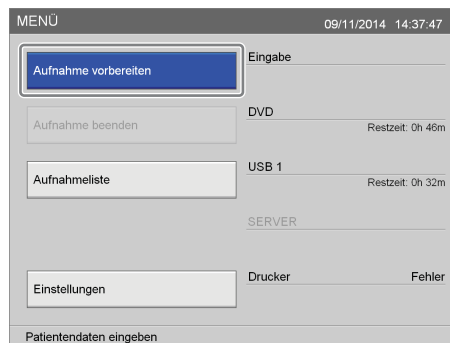 MENÜ 09/11/2014 14:37:47
Aufnahme vorbereiten
Eingabe
Aufnahme beenden
DVD
Restzeit: 0h 46m
Aufnahmeliste
USB 1
Restzeit: 0h 32m
SERVER
Einstellungen
Drucker Fehler
Patientendaten eingeben